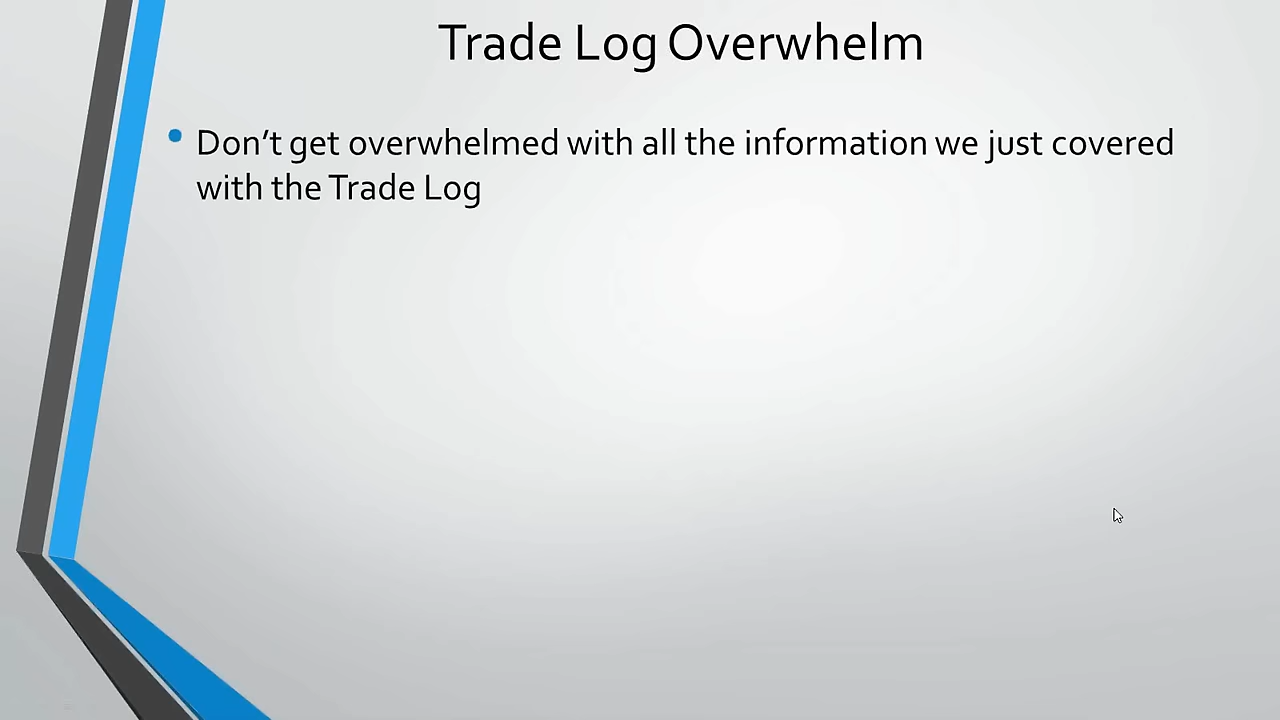 Trade Log Overwhelm
Don’t get overwhelmed with all the information we just covered
with the Trade Log